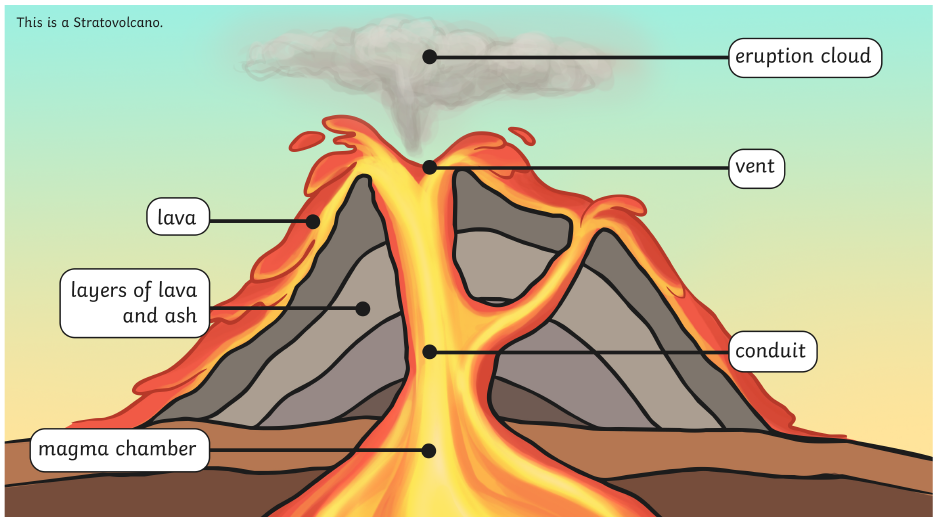 This is a Stratovolcano.
eruption cloud
vent
lava
layers of lava
and ash
conduit
magma chamber